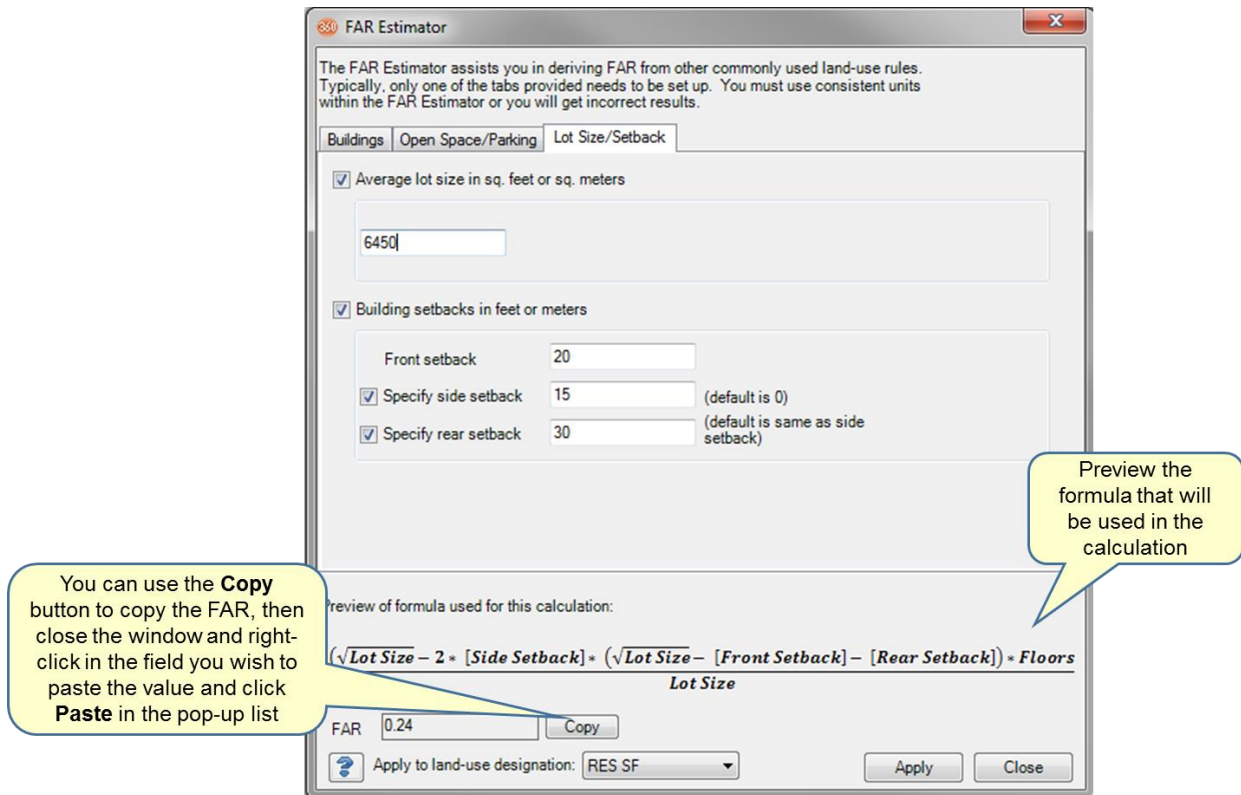 360 FAR Estimator
The FAR Estimator assists you in deriving FAR from other commonly used land-use rules.
Typically, only one of the tabs provided needs to be set up. You must use consistent units
within the FAR Estimator or you will get incorrect results.
Buildings Open Space/Parking Lot Size/Setback
Average lot size in sq. feet or sq. meters
6450
Building setbacks in feet or meters
Front setback 20
Specify side setback 15 (default is 0)
Specify rear setback 30 (default is same as side
setback)
Preview the
formula that will
be used in the
calculation
You can use the Copy
button to copy the FAR, then
close the window and right-
click in the field you wish to
paste the value and click
Paste in the pop-up list
Preview of formula used for this calculation:
(√Lot Size − 2 * [Side Setback] * (√Lot Size − [Front Setback] − [Rear Setback]) * Floors
Lot Size
FAR 0.24 Copy
? Apply to land-use designation: RES SF Apply Close